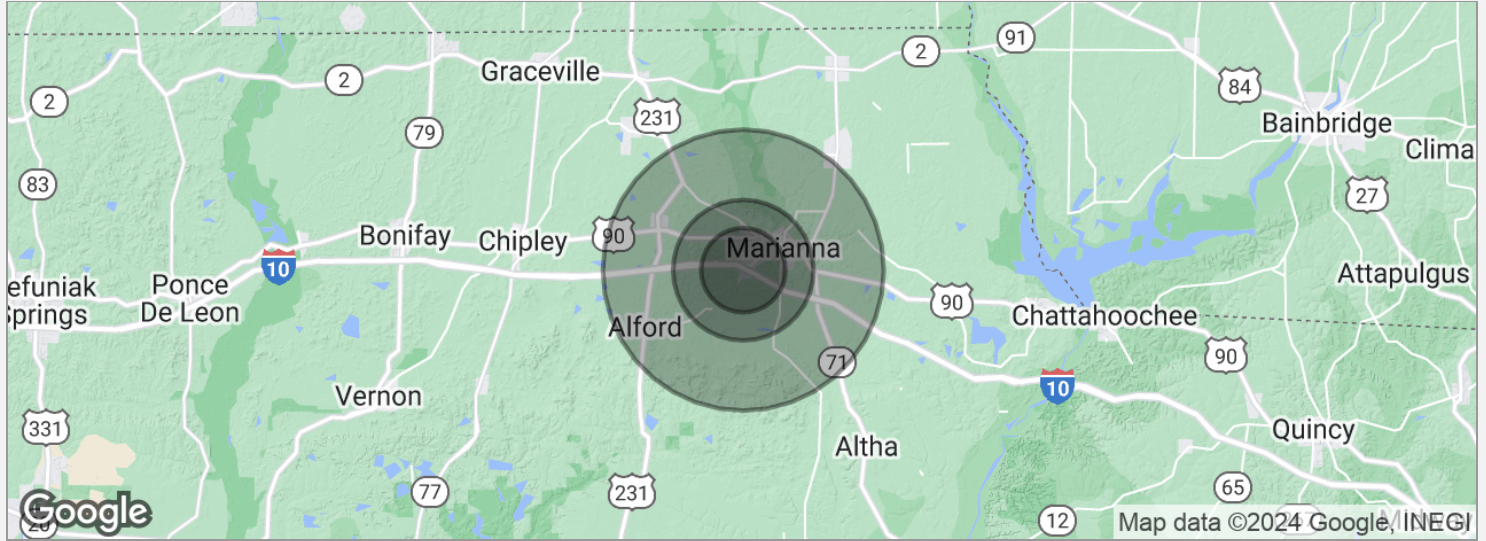 91
2
2
Graceville
84
2
231
Bainbridge
79
Clima
83
27
Bonifay
Chipley
90
Marianna
10
Attapulgus
efuniak
Springs
Ponce
De Leon
90
Chattahoochee
Alford
90
71
10
Vernon
331
Quincy
Altha
77
231
65
Google
20
12
Map data ©2024 Google, INEGI